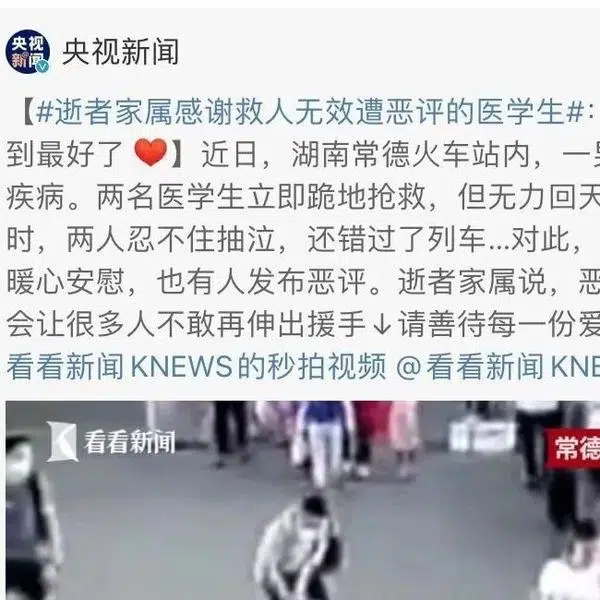 央视新闻
央视新闻
【#逝者家属感谢救人无效遭恶评的医学生#：
到最好了❤️】近日，湖南常德火车站内，一男
疾病。两名医学生立即跪地抢救，但无力回天
时，两人忍不住抽泣，还错过了列车...对此，
暖心安慰，也有人发布恶评。逝者家属说，恶
会让很多人不敢再伸出援手↓请善待每一份爱
看看新闻KNEWS的秒拍视频 @看看新闻KNE
K 看看新闻
常德